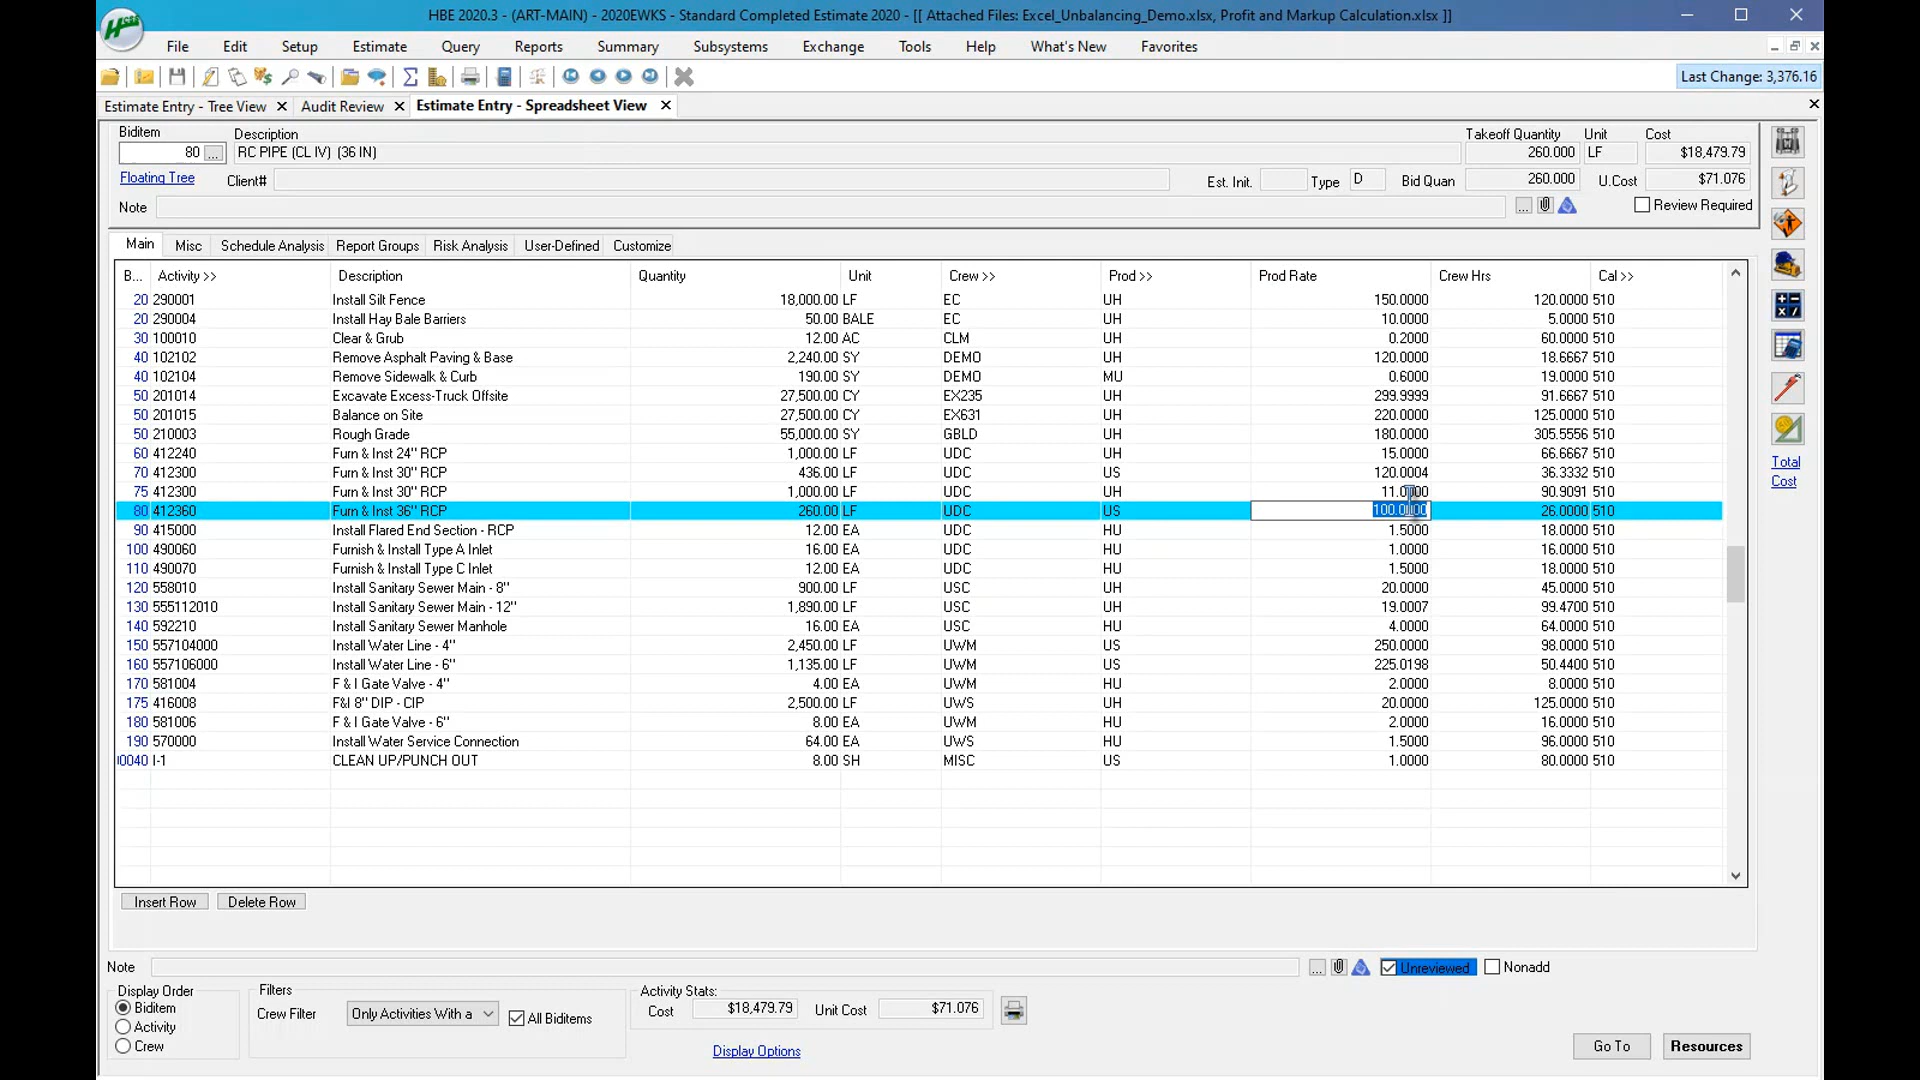 HBE 2020.3 - (ART-MAIN) - 2020EWKS - Standard Completed Estimate 2020 - [[ Attached Files: Excel_Unbalancing_Demo.xlsx, Profit and Markup Calculation.xlsx ]]
File Edit Setup Estimate Query Reports Summary Subsystems Exchange Tools Help What's New Favorites
Last Change: 3,376.16
Estimate Entry - Tree View Audit Review Estimate Entry - Spreadsheet View
Biditem Description Takeoff Quantity Unit Cost
80 ... RC PIPE (CL IV) (36 IN) 260.000 LF $18,479.79
Floating Tree Client# Est. Init. Type D Bid Quan 260.000 U.Cost $71.076
Note ... Review Required
Main Misc Schedule Analysis Report Groups Risk Analysis User-Defined Customize
B... Activity >> Description Quantity Unit Crew >> Prod >> Prod Rate Crew Hrs Cal >>
20 290001 Install Silt Fence 18,000.00 LF EC UH 150.0000 120.0000 510
20 290004 Install Hay Bale Barriers 50.00 BALE EC UH 10.0000 5.0000 510
30 100010 Clear & Grub 12.00 AC CLM UH 0.2000 60.0000 510
40 102102 Remove Asphalt Paving & Base 2,240.00 SY DEMO UH 120.0000 18.6667 510
40 102104 Remove Sidewalk & Curb 190.00 SY DEMO MU 0.6000 19.0000 510
50 201014 Excavate Excess-Truck Offsite 27,500.00 CY EX235 UH 299.9999 91.6667 510
50 201015 Balance on Site 27,500.00 CY EX631 UH 220.0000 125.0000 510
50 210003 Rough Grade 55,000.00 SY GBLD UH 180.0000 305.5556 510
60 412240 Furn & Inst 24" RCP 1,000.00 LF UDC UH 15.0000 66.6667 510
70 412300 Furn & Inst 30" RCP 436.00 LF UDC US 120.0004 36.3332 510
75 412300 Furn & Inst 30" RCP 1,000.00 LF UDC UH 11.0000 90.9091 510
80 412360 Furn & Inst 36" RCP 260.00 LF UDC US 100.0000 26.0000 510
90 415000 Install Flared End Section - RCP 12.00 EA UDC HU 1.5000 18.0000 510
100 490060 Furnish & Install Type A Inlet 16.00 EA UDC HU 1.0000 16.0000 510
110 490070 Furnish & Install Type C Inlet 12.00 EA UDC HU 1.5000 18.0000 510
120 558010 Install Sanitary Sewer Main - 8" 900.00 LF USC UH 20.0000 45.0000 510
130 555112010 Install Sanitary Sewer Main - 12" 1,890.00 LF USC UH 19.0007 99.4700 510
140 592210 Install Sanitary Sewer Manhole 16.00 EA USC HU 4.0000 64.0000 510
150 557104000 Install Water Line - 4" 2,450.00 LF UWM US 250.0000 98.0000 510
160 557106000 Install Water Line - 6" 1,135.00 LF UWM US 225.0198 50.4400 510
170 581004 F & I Gate Valve - 4" 4.00 EA UWM HU 2.0000 8.0000 510
175 416008 F&I 8" DIP - CIP 2,500.00 LF UWS UH 20.0000 125.0000 510
180 581006 F & I Gate Valve - 6" 8.00 EA UWM HU 2.0000 16.0000 510
190 570000 Install Water Service Connection 64.00 EA UWS HU 1.5000 96.0000 510
0040 I-1 CLEAN UP/PUNCH OUT 8.00 SH MISC US 1.0000 80.0000 510
Total
Cost
Insert Row Delete Row
Note ... Unreviewed Nonadd
Display Order Filters Activity Stats:
Biditem
Crew Filter Only Activities With a All Biditems Cost $18,479.79 Unit Cost $71.076
Activity
Crew
Display Options Go To Resources